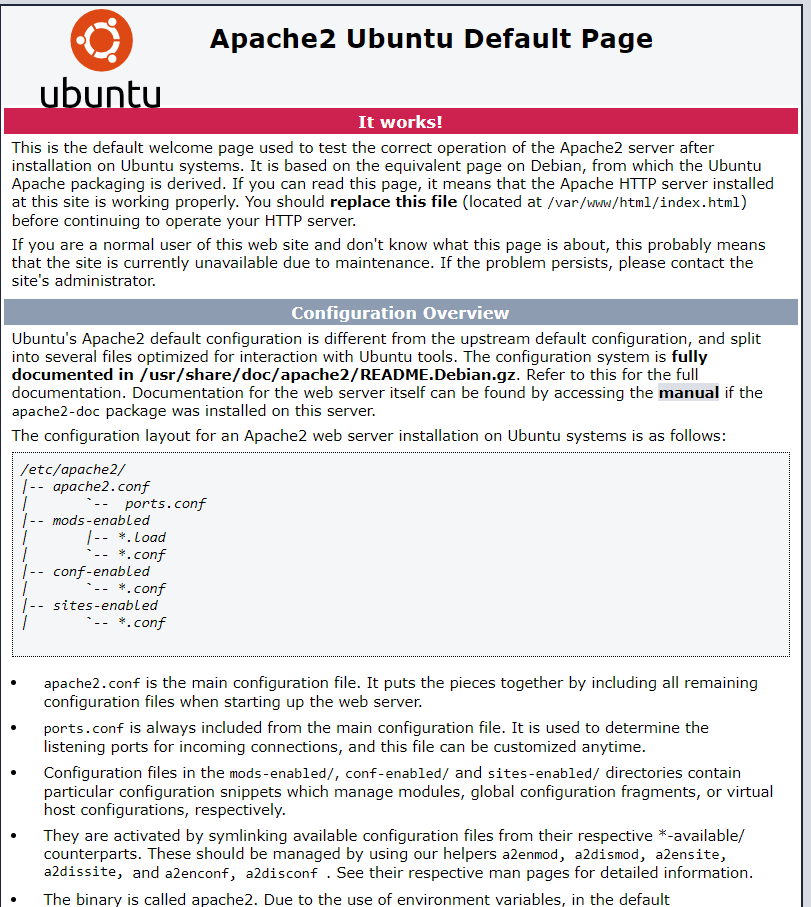 ubuntu
Apache2 Ubuntu Default Page
It works!
This is the default welcome page used to test the correct operation of the Apache2 server after
installation on Ubuntu systems. It is based on the equivalent page on Debian, from which the Ubuntu
Apache packaging is derived. If you can read this page, it means that the Apache HTTP server installed
at this site is working properly. You should replace this file (located at /var/www/html/index.html)
before continuing to operate your HTTP server.
If you are a normal user of this web site and don't know what this page is about, this probably means
that the site is currently unavailable due to maintenance. If the problem persists, please contact the
site's administrator.
Configuration Overview
Ubuntu's Apache2 default configuration is different from the upstream default configuration, and split
into several files optimized for interaction with Ubuntu tools. The configuration system is fully
documented in /usr/share/doc/apache2/README.Debian.gz. Refer to this for the full
documentation. Documentation for the web server itself can be found by accessing the manual if the
apache2-doc package was installed on this server.
The configuration layout for an Apache2 web server installation on Ubuntu systems is as follows:
/etc/apache2/
|-- apache2.conf
|       `--  ports.conf
|-- mods-enabled
|       |-- *.load
|       `-- *.conf
|-- conf-enabled
|       `-- *.conf
|-- sites-enabled
|       `-- *.conf
• apache2.conf is the main configuration file. It puts the pieces together by including all remaining
configuration files when starting up the web server.
• ports.conf is always included from the main configuration file. It is used to determine the
listening ports for incoming connections, and this file can be customized anytime.
• Configuration files in the mods-enabled/, conf-enabled/ and sites-enabled/ directories contain
particular configuration snippets which manage modules, global configuration fragments, or virtual
host configurations, respectively.
• They are activated by symlinking available configuration files from their respective *-available/
counterparts. These should be managed by using our helpers a2enmod, a2dismod, a2ensite,
a2dissite, and a2enconf, a2disconf . See their respective man pages for detailed information.
• The binary is called apache2. Due to the use of environment variables, in the default